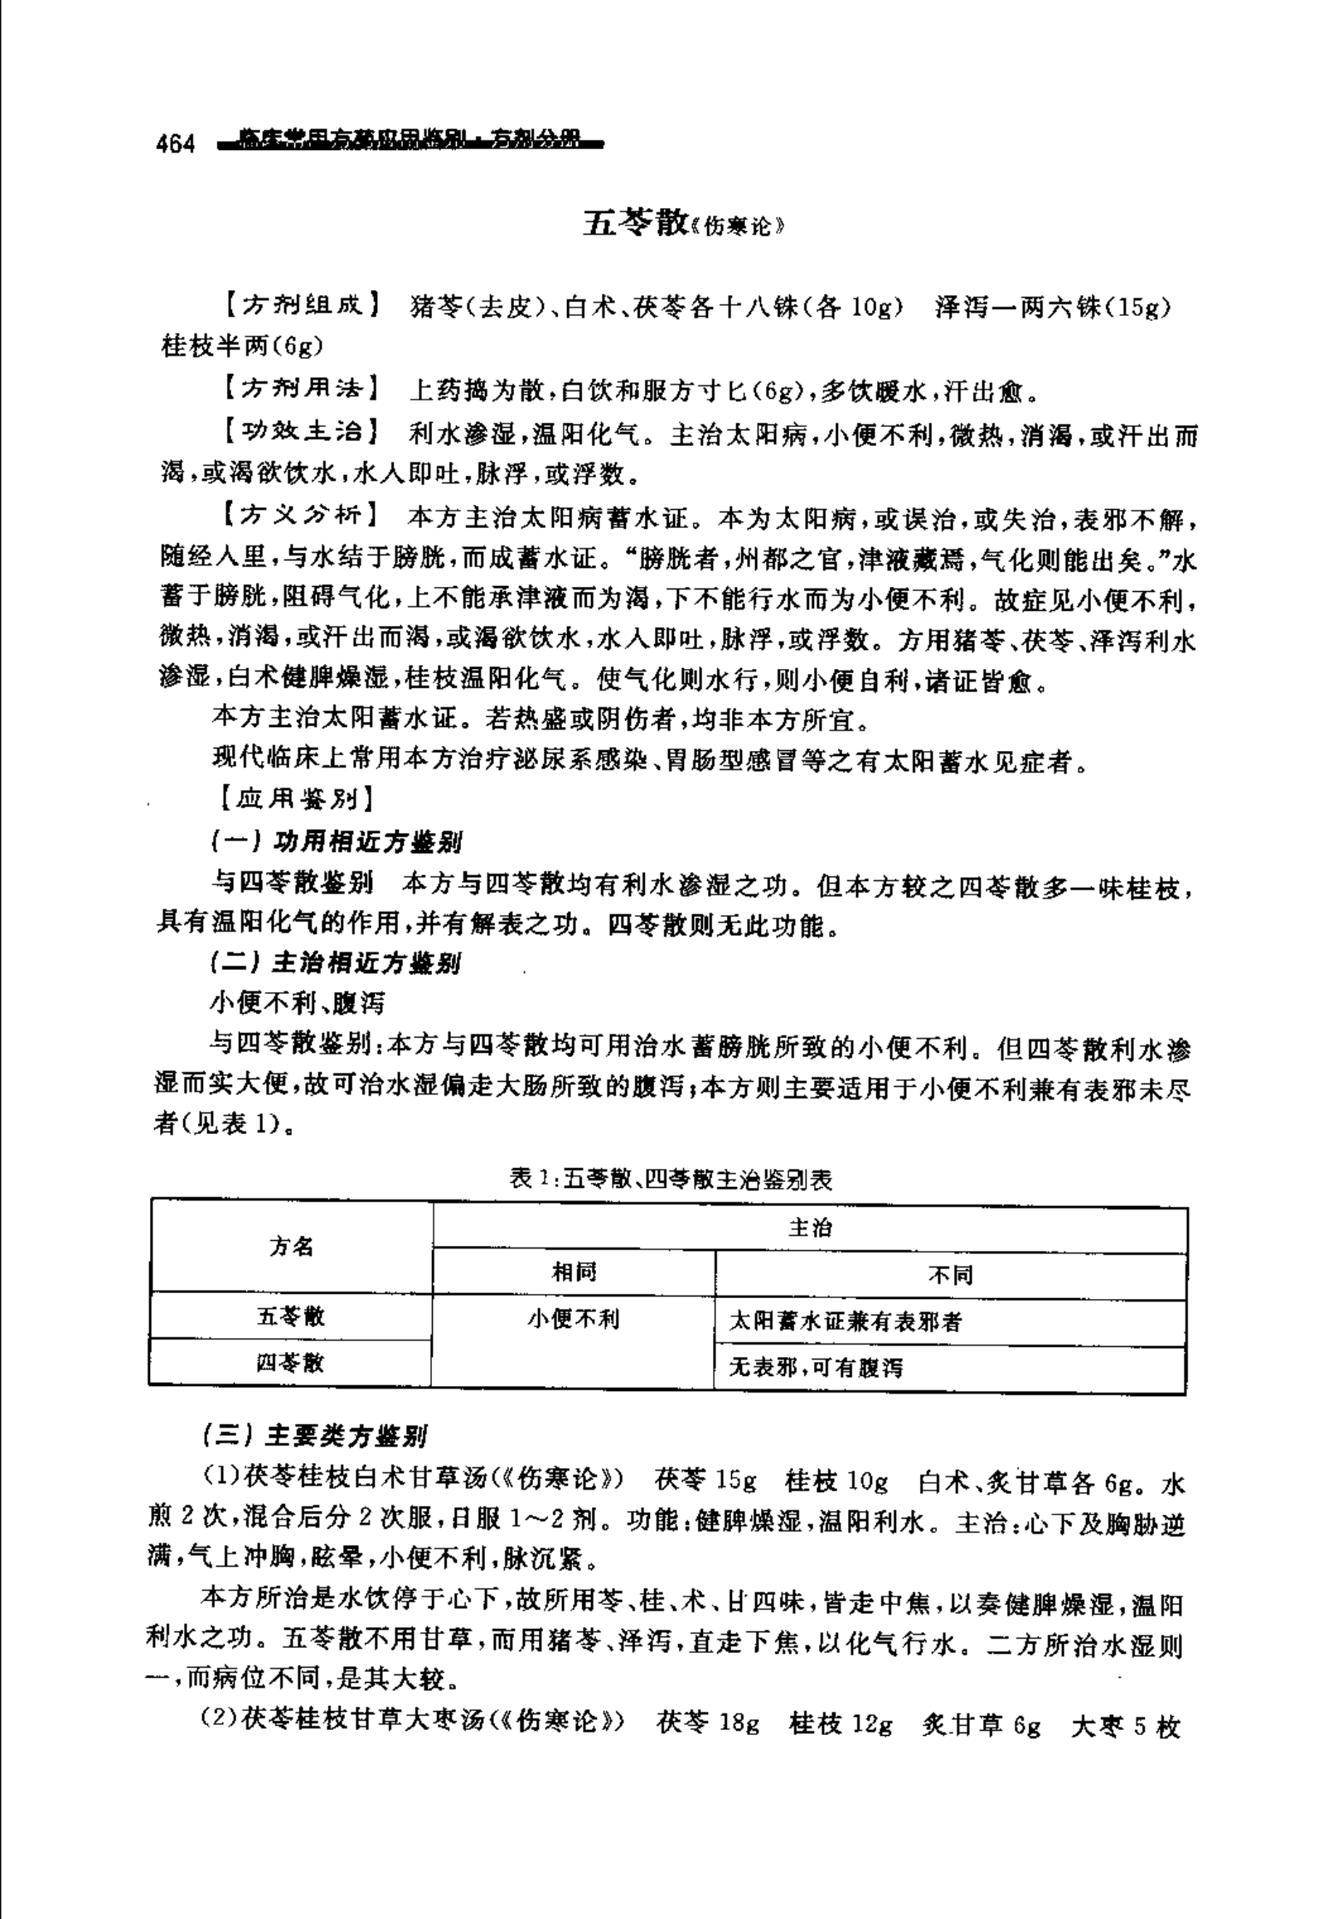 464 临床常用方药应用鉴别·方剂分册
五苓散《伤寒论》
【方剂组成】 猪苓(去皮)、白术、茯苓各十八铢(各 10g) 泽泻一两六铢(15g)
桂枝半两(6g)
【方剂用法】 上药捣为散,白饮和服方寸匕(6g),多饮暖水,汗出愈。
【功效主治】 利水渗湿,温阳化气。主治太阳病,小便不利,微热,消渴,或汗出而
渴,或渴欲饮水,水入即吐,脉浮,或浮数。
【方义分析】 本方主治太阳病蓄水证。本为太阳病,或误治,或失治,表邪不解,
随经人里,与水结于膀胱,而成蓄水证。“膀胱者,州都之官,津液藏焉,气化则能出矣。”水
蓄于膀胱,阻碍气化,上不能承津液而为渴,下不能行水而为小便不利。故症见小便不利,
微热,消渴,或汗出而渴,或渴欲饮水,水人即吐,脉浮,或浮数。方用猪苓、茯苓、泽泻利水
渗湿,白术健脾燥湿,桂枝温阳化气。使气化则水行,则小便自利,诸证皆愈。
本方主治太阳蓄水证。若热盛或阴伤者,均非本方所宜。
现代临床上常用本方治疗泌尿系感染、胃肠型感冒等之有太阳蓄水见症者。
【应用鉴别】
(一) 功用相近方鉴别
与四苓散鉴别 本方与四苓散均有利水渗湿之功。但本方较之四苓散多一味桂枝,
具有温阳化气的作用,并有解表之功。四苓散则无此功能。
(二) 主治相近方鉴别
小便不利、腹泻
与四苓散鉴别:本方与四苓散均可用治水蓄膀胱所致的小便不利。但四苓散利水渗
湿而实大便,故可治水湿偏走大肠所致的腹泻;本方则主要适用于小便不利兼有表邪未尽
者(见表 1)。
表 1:五苓散、四苓散主治鉴别表
方名 主治
相同 不同
五苓散 小便不利 太阳蓄水证兼有表邪者
四苓散 无表邪,可有腹泻
(三) 主要类方鉴别
(1)茯苓桂枝白术甘草汤(《伤寒论》) 茯苓 15g 桂枝 10g 白术、炙甘草各 6g。水
煎 2 次,混合后分 2 次服,日服 1～2 剂。功能:健脾燥湿,温阳利水。主治:心下及胸胁逆
满,气上冲胸,眩晕,小便不利,脉沉紧。
本方所治是水饮停于心下,故所用苓、桂、术、甘四味,皆走中焦,以奏健脾燥湿,温阳
利水之功。五苓散不用甘草,而用猪苓、泽泻,直走下焦,以化气行水。二方所治水湿则
一,而病位不同,是其大较。
(2)茯苓桂枝甘草大枣汤(《伤寒论》) 茯苓 18g 桂枝 12g 炙甘草 6g 大枣 5 枚